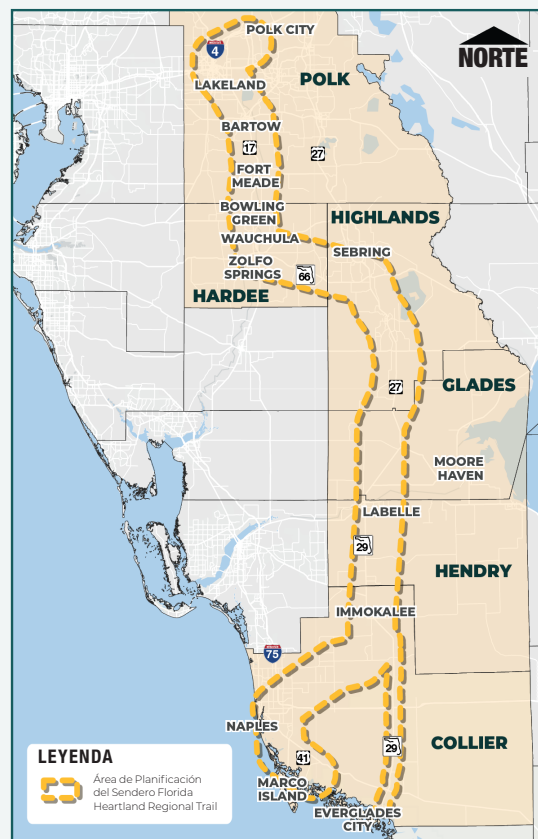 POLK CITY
NORTE
4
POLK
LAKELAND
BARTOW
17
27
FORT
MEADE
BOWLING
GREEN
HIGHLANDS
WAUCHULA
SEBRING
ZOLFO
SPRINGS
66
HARDEE
27
GLADES
MOORE
HAVEN
LABELLE
29
HENDRY
IMMOKALEE
75
NAPLES
COLLIER
29
41
MARCO
ISLAND
EVERGLADES
CITY
LEYENDA
Área de Planificación
del Sendero Florida
Heartland Regional Trail